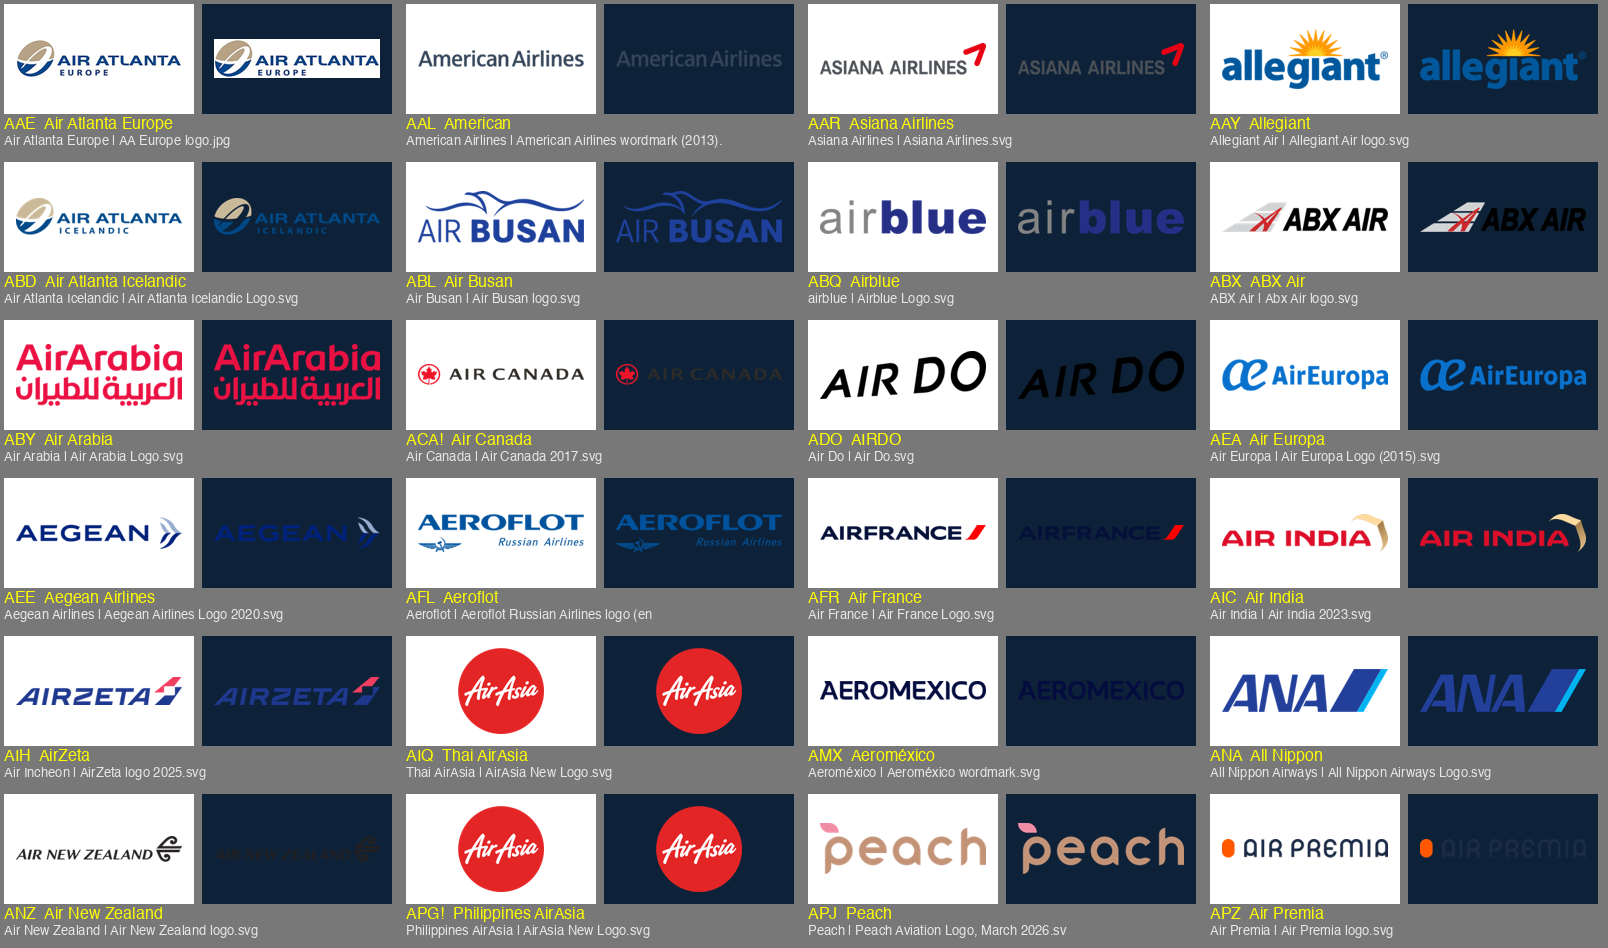 AIR ATLANTA
EUROPE
AIR ATLANTA
EUROPE
American Airlines
American Airlines
ASIANA AIRLINES
ASIANA AIRLINES
allegiant®
allegiant®
AAE Air Atlanta Europe
Air Atlanta Europe | AA Europe logo.jpg
AAL American
American Airlines | American Airlines wordmark (2013).
AAR Asiana Airlines
Asiana Airlines | Asiana Airlines.svg
AAY Allegiant
Allegiant Air | Allegiant Air logo.svg
AIR ATLANTA
ICELANDIC
AIR ATLANTA
ICELANDIC
AIR BUSAN
AIR BUSAN
airblue
airblue
ABX AIR
ABX AIR
ABD Air Atlanta Icelandic
Air Atlanta Icelandic | Air Atlanta Icelandic Logo.svg
ABL Air Busan
Air Busan | Air Busan logo.svg
ABQ Airblue
airblue | Airblue Logo.svg
ABX ABX Air
ABX Air | Abx Air logo.svg
AirArabia
العربية للطيران
AirArabia
العربية للطيران
AIR CANADA
AIR CANADA
AIR DO
AIR DO
AirEuropa
AirEuropa
ABY Air Arabia
Air Arabia | Air Arabia Logo.svg
ACA! Air Canada
Air Canada | Air Canada 2017.svg
ADO AIRDO
Air Do | Air Do.svg
AEA Air Europa
Air Europa | Air Europa Logo (2015).svg
AEGEAN
AEGEAN
AEROFLOT
Russian Airlines
AEROFLOT
Russian Airlines
AIRFRANCE
AIRFRANCE
AIR INDIA
AIR INDIA
AEE Aegean Airlines
Aegean Airlines | Aegean Airlines Logo 2020.svg
AFL Aeroflot
Aeroflot | Aeroflot Russian Airlines logo (en
AFR Air France
Air France | Air France Logo.svg
AIC Air India
Air India | Air India 2023.svg
AIRZETA
AIRZETA
AirAsia
AirAsia
AEROMEXICO
AEROMEXICO
ANA
ANA
AIH AirZeta
Air Incheon | AirZeta logo 2025.svg
AIQ Thai AirAsia
Thai AirAsia | AirAsia New Logo.svg
AMX Aeroméxico
Aeroméxico | Aeroméxico wordmark.svg
ANA All Nippon
All Nippon Airways | All Nippon Airways Logo.svg
AIR NEW ZEALAND
AIR NEW ZEALAND
AirAsia
AirAsia
peach
peach
AIR PREMIA
AIR PREMIA
ANZ Air New Zealand
Air New Zealand | Air New Zealand logo.svg
APG! Philippines AirAsia
Philippines AirAsia | AirAsia New Logo.svg
APJ Peach
Peach | Peach Aviation Logo, March 2026.sv
APZ Air Premia
Air Premia | Air Premia logo.svg